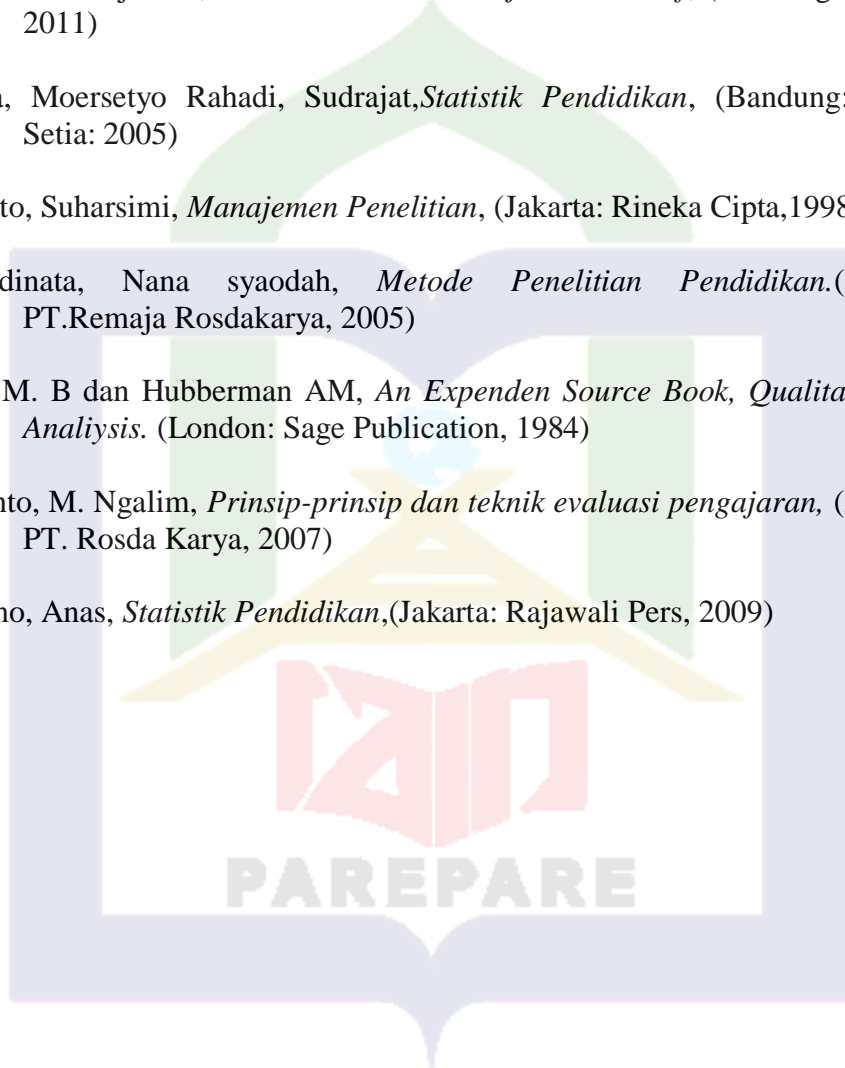 2011)
, Moersetyo Rahadi, Sudrajat,Statistik Pendidikan, (Bandung:
Setia: 2005)
to, Suharsimi, Manajemen Penelitian, (Jakarta: Rineka Cipta,1998
dinata, Nana syaodah, Metode Penelitian Pendidikan.(
PT.Remaja Rosdakarya, 2005)
M. B dan Hubberman AM, An Expenden Source Book, Qualita
Analiysis. (London: Sage Publication, 1984)
nto, M. Ngalim, Prinsip-prinsip dan teknik evaluasi pengajaran, (
PT. Rosda Karya, 2007)
no, Anas, Statistik Pendidikan,(Jakarta: Rajawali Pers, 2009)
PAREPARE